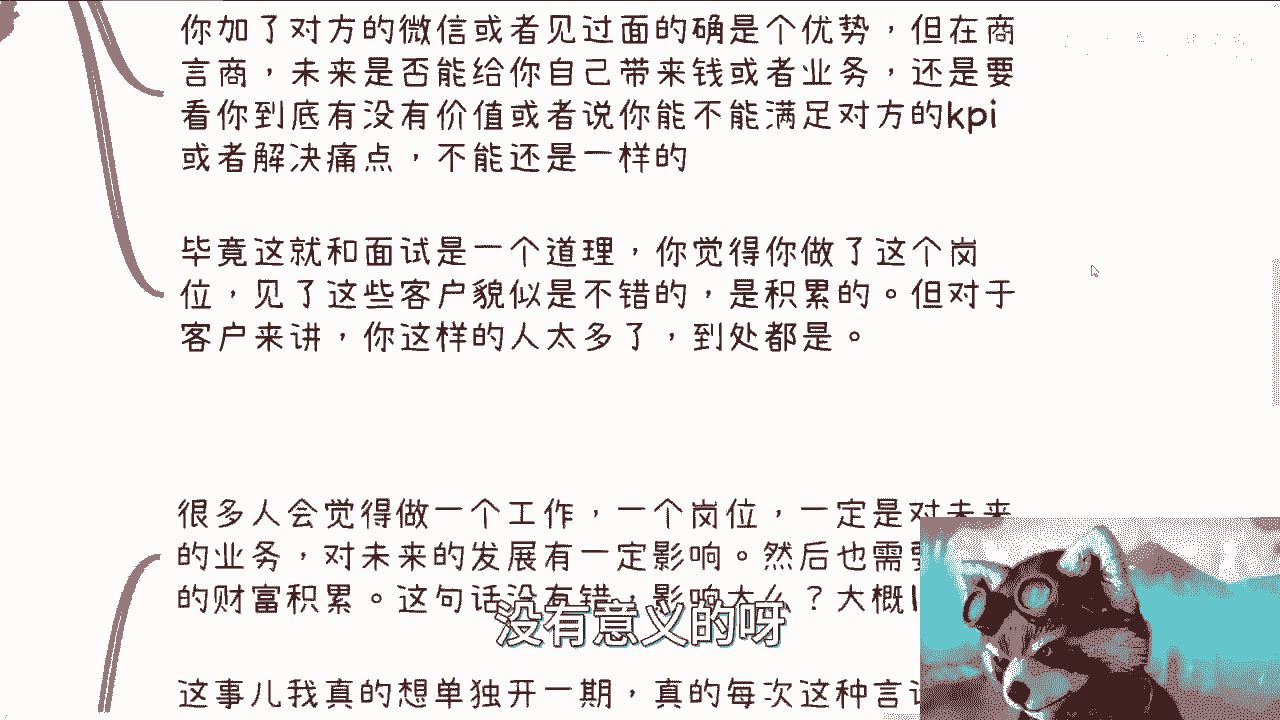 你加了对方的微信或者见过面的确是个优势，但在商
言商，未来是否能给你自己带来钱或者业务，还是要
看你到底有没有价值或者说你能不能满足对方的kpi
或者解决痛点，不能还是一样的
毕竟这就和面试是一个道理，你觉得你做了这个岗
位，见了这些客户貌似是不错的，是积累的。但对于
客户来讲，你这样的人太多了，到处都是。
很多人会觉得做一个工作，一个岗位，一定是对未来
的业务，对未来的发展有一定影响。然后也需
的财富积累。这句话没有错，影响大么？大概
没有意义的呀
这事儿我真的想单独开一期，真的每次这种言